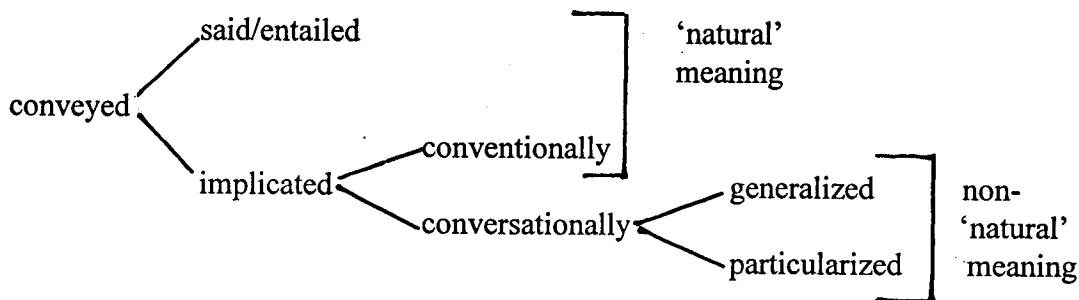 said/entailed
'natural'
meaning
conveyed
conventionally
implicated
generalized
non-
'natural'
meaning
conversationally
particularized